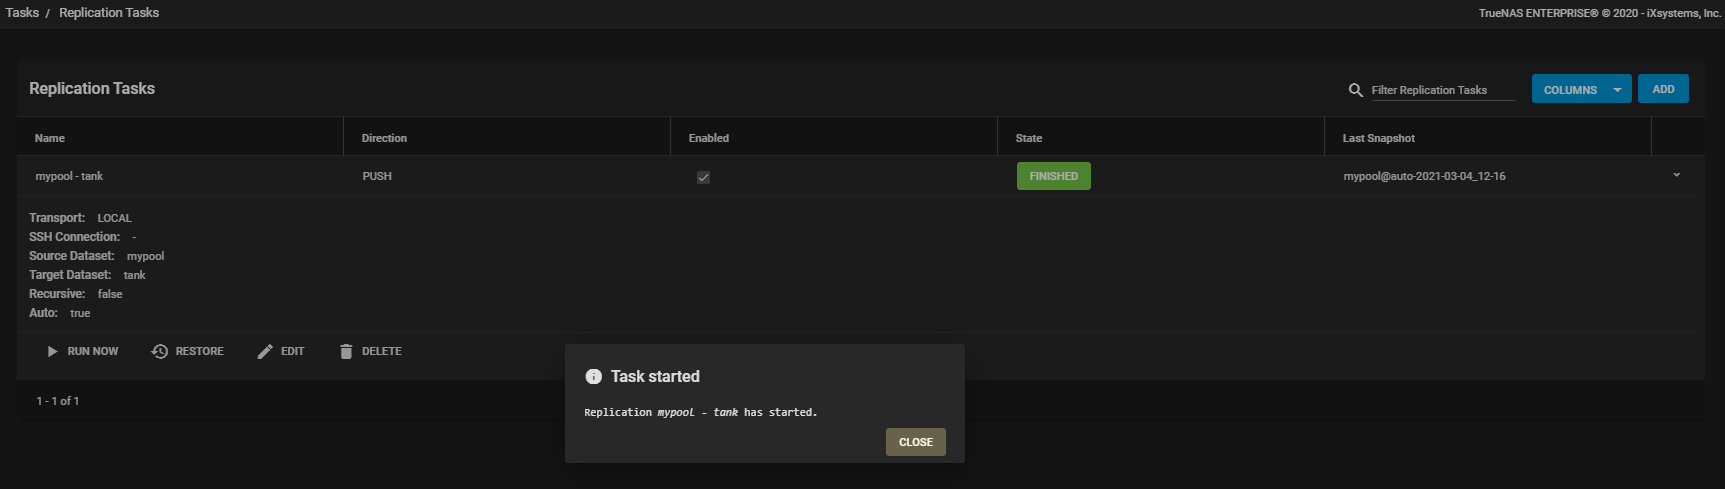 Tasks / Replication Tasks
TrueNAS ENTERPRISE® © 2020 - iXsystems, Inc.
Replication Tasks
Filter Replication Tasks
COLUMNS
ADD
Name Direction Enabled State Last Snapshot
mypool - tank PUSH FINISHED mypool@auto-2021-03-04_12-16
Transport: LOCAL
SSH Connection: -
Source Dataset: mypool
Target Dataset: tank
Recursive: false
Auto: true
RUN NOW RESTORE EDIT DELETE
Task started
Replication mypool - tank has started.
CLOSE
1 - 1 of 1